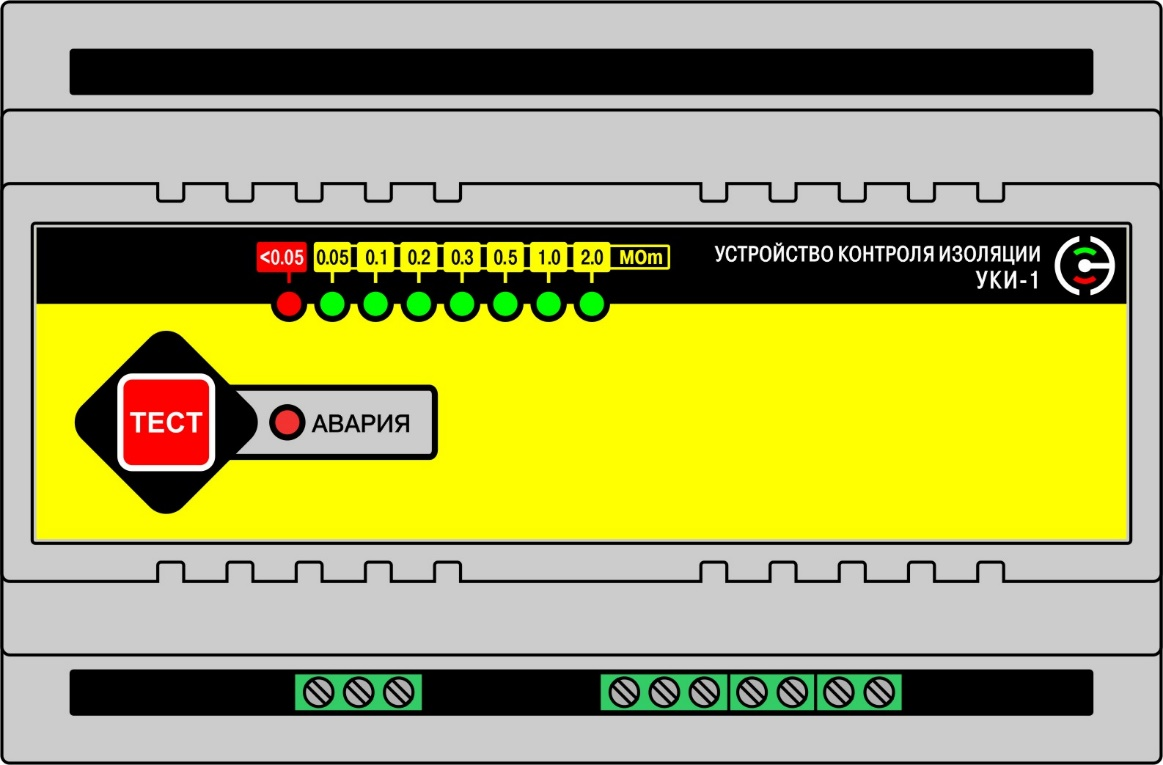 <0.05 0.05 0.1 0.2 0.3 0.5 1.0 2.0 MOm
УСТРОЙСТВО КОНТРОЛЯ ИЗОЛЯЦИИ
УКИ-1
ТЕСТ
АВАРИЯ